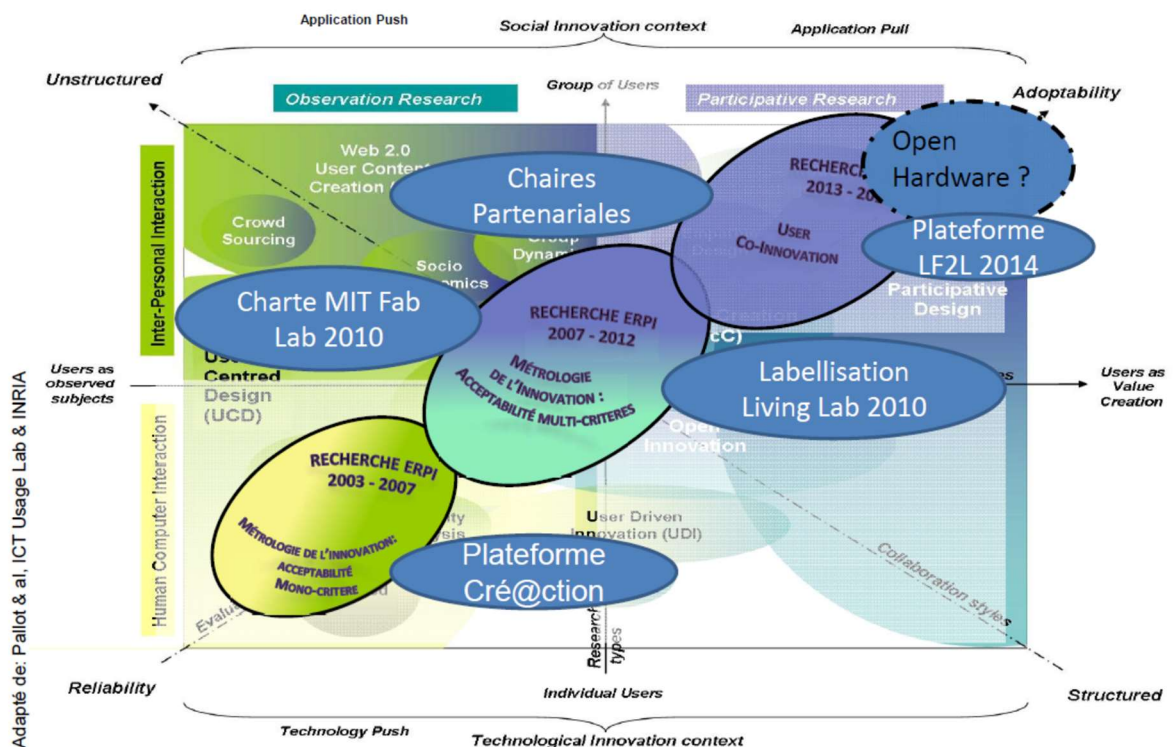 Application Push
Social Innovation context
Application Pull
Unstructured
Observation Research
Group of Users
Participative Research
Adoptability
Open
Hardware ?
Web 2.0
User Content
Creation
Chaires
Partenariales
RECHERCHE
2013 - 20
Crowd
Sourcing
Group
User
Co-Innovation
Plateforme
LF2L 2014
Participative
Design
Socio
Inter-Personal Interaction
Charte MIT Fab
Lab 2010
RECHERCHE ERPI
2007 - 2012
Métrologie
de l'Innovation :
Acceptabilité multi-criteres
Users as
observed
subjects
Centred
Design
(UCD)
Labellisation
Living Lab 2010
Users as
Value
Creation
Open
Innovation
RECHERCHE ERPI
2003 - 2007
Métrologie de l'Innovation:
Acceptabilité
Mono-critere
User Driven
Innovation (UDI)
Plateforme
Cré@ction
Human Computer Interaction
Collaboration styles
Research
types
Reliability
Individual Users
Structured
Technology Push
Technological Innovation context
Adapté de: Pallot & al, ICT Usage Lab & INRIA